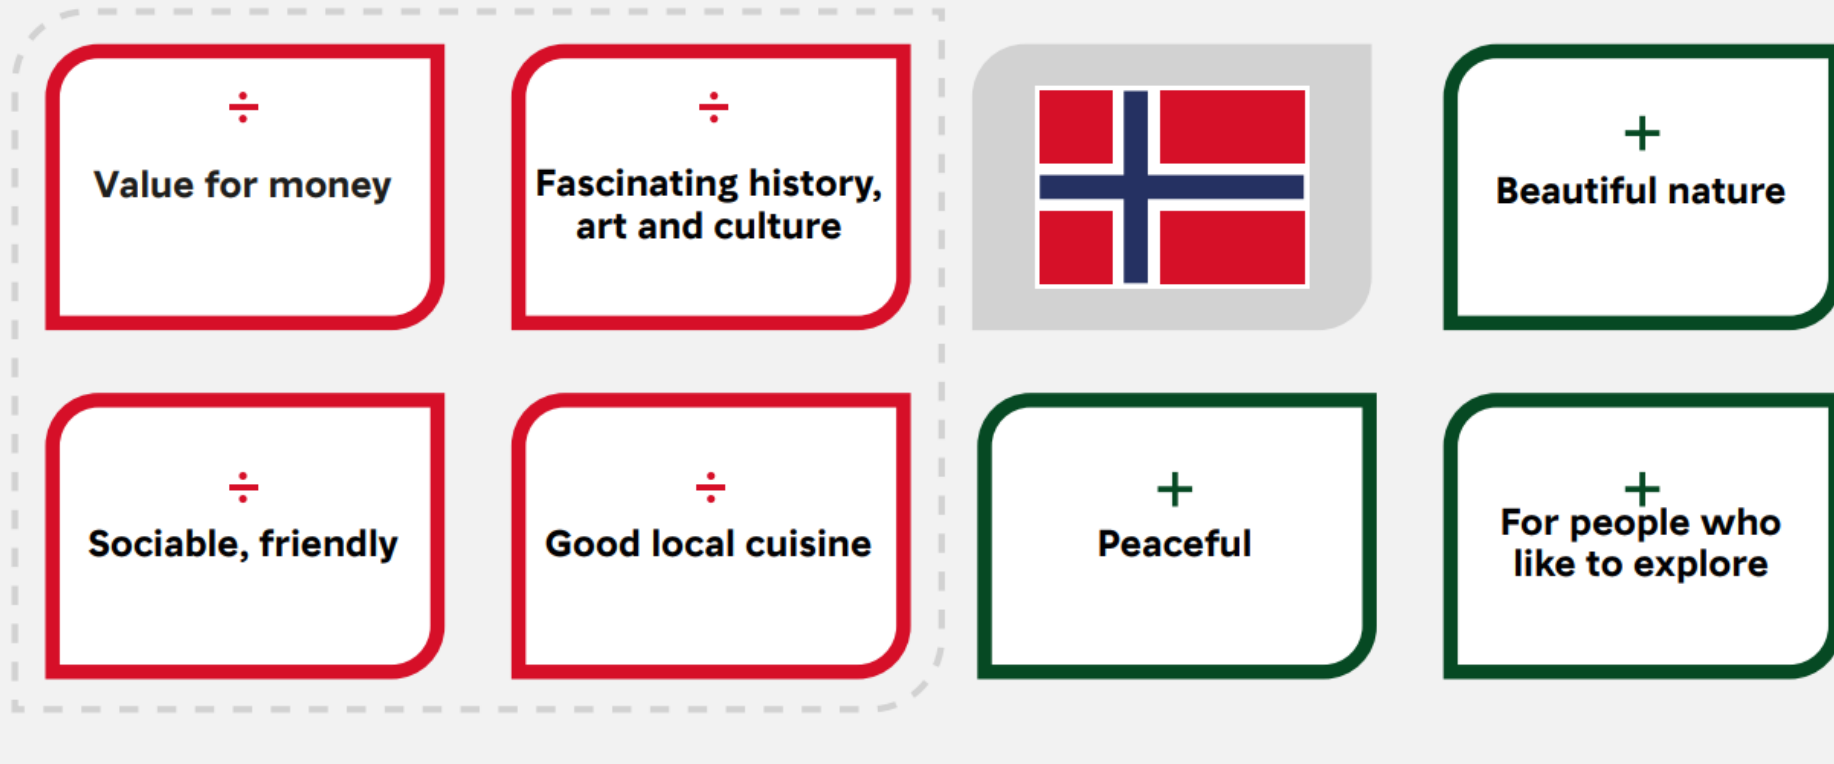 ÷
Value for money
÷
Fascinating history,
art and culture
+
Beautiful nature
÷
Sociable, friendly
÷
Good local cuisine
+
Peaceful
+
For people who
like to explore